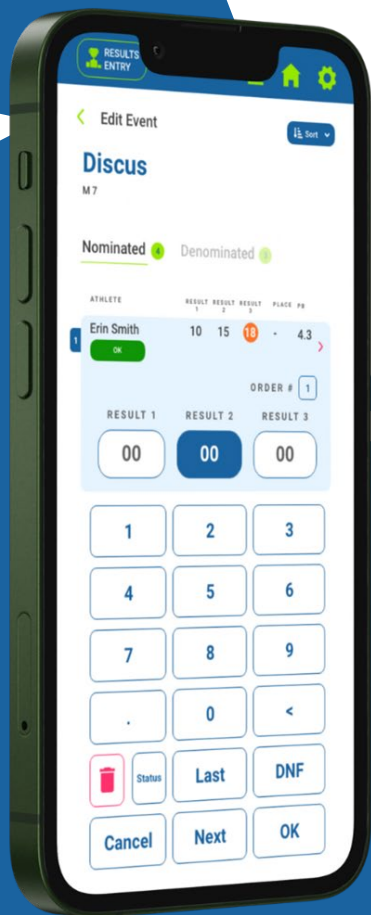 RESULTS
ENTRY
Edit Event
Sort
Discus
M 7
Nominated 4
Denominated
ATHLETE RESULT 1 RESULT 2 RESULT 3 PLACE PB
1 Erin Smith 10 15 18 - 4.3
OK
ORDER # 1
RESULT 1 RESULT 2 RESULT 3
00 00 00
1 2 3
4 5 6
7 8 9
. 0 <
Status Last DNF
Cancel Next OK